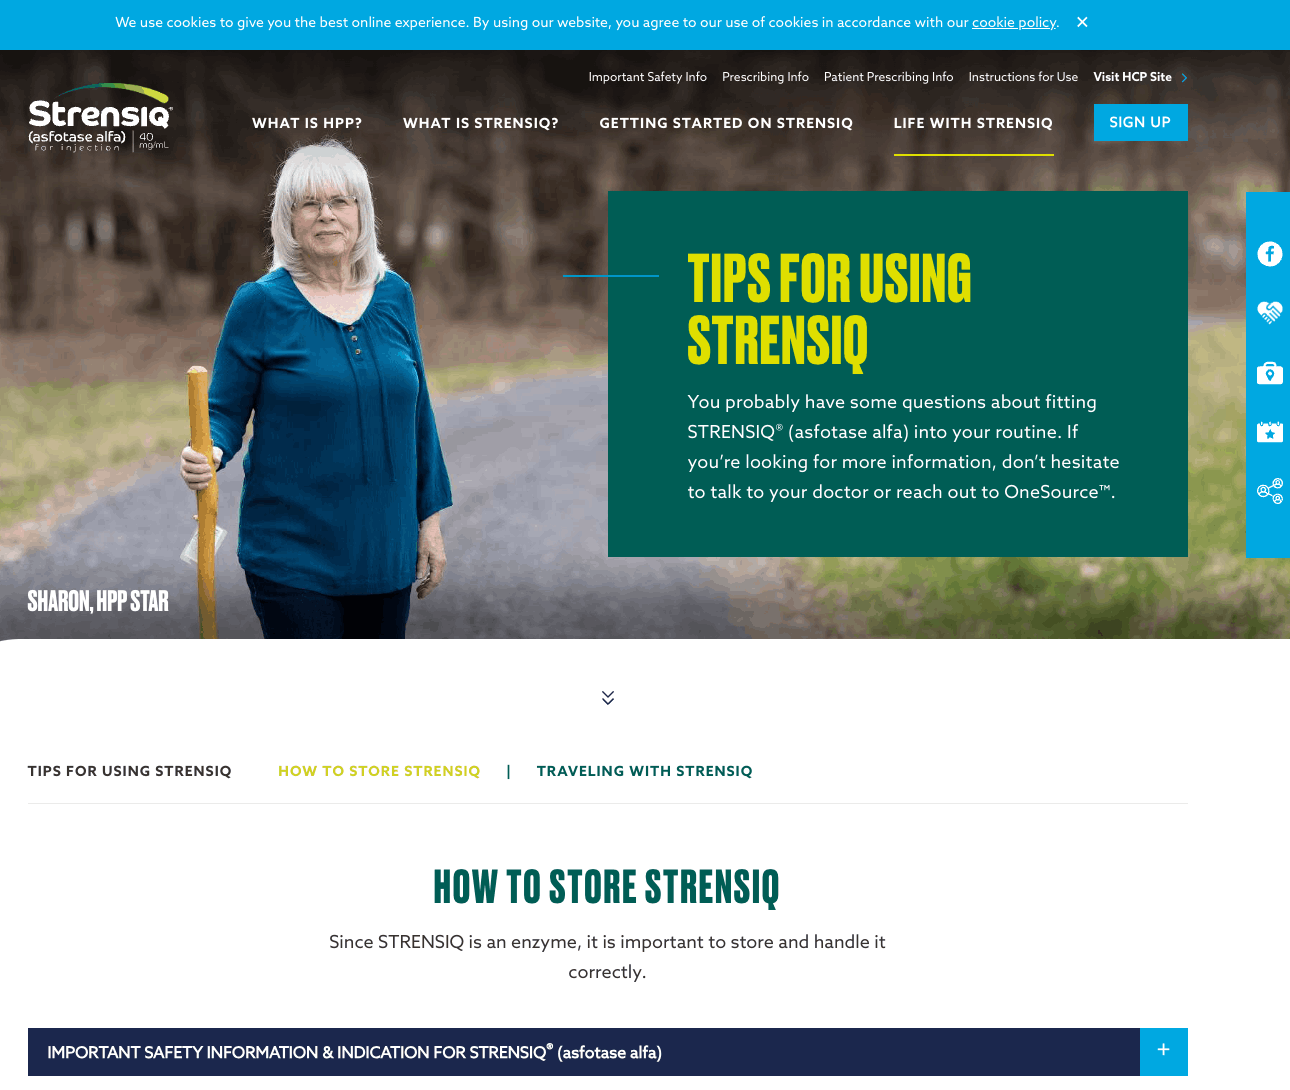 We use cookies to give you the best online experience. By using our website, you agree to our use of cookies in accordance with our cookie policy. ✕
Important Safety Info Prescribing Info Patient Prescribing Info Instructions for Use Visit HCP Site
Strensiq®
(asfotase alfa) | 40 mg/mL
for injection
WHAT IS HPP? WHAT IS STRENSIQ? GETTING STARTED ON STRENSIQ LIFE WITH STRENSIQ SIGN UP
TIPS FOR USING
STRENSIQ
You probably have some questions about fitting
STRENSIQ® (asfotase alfa) into your routine. If
you’re looking for more information, don’t hesitate
to talk to your doctor or reach out to OneSource™.
SHARON, HPP STAR
TIPS FOR USING STRENSIQ HOW TO STORE STRENSIQ | TRAVELING WITH STRENSIQ
HOW TO STORE STRENSIQ
Since STRENSIQ is an enzyme, it is important to store and handle it
correctly.
IMPORTANT SAFETY INFORMATION & INDICATION FOR STRENSIQ® (asfotase alfa) +